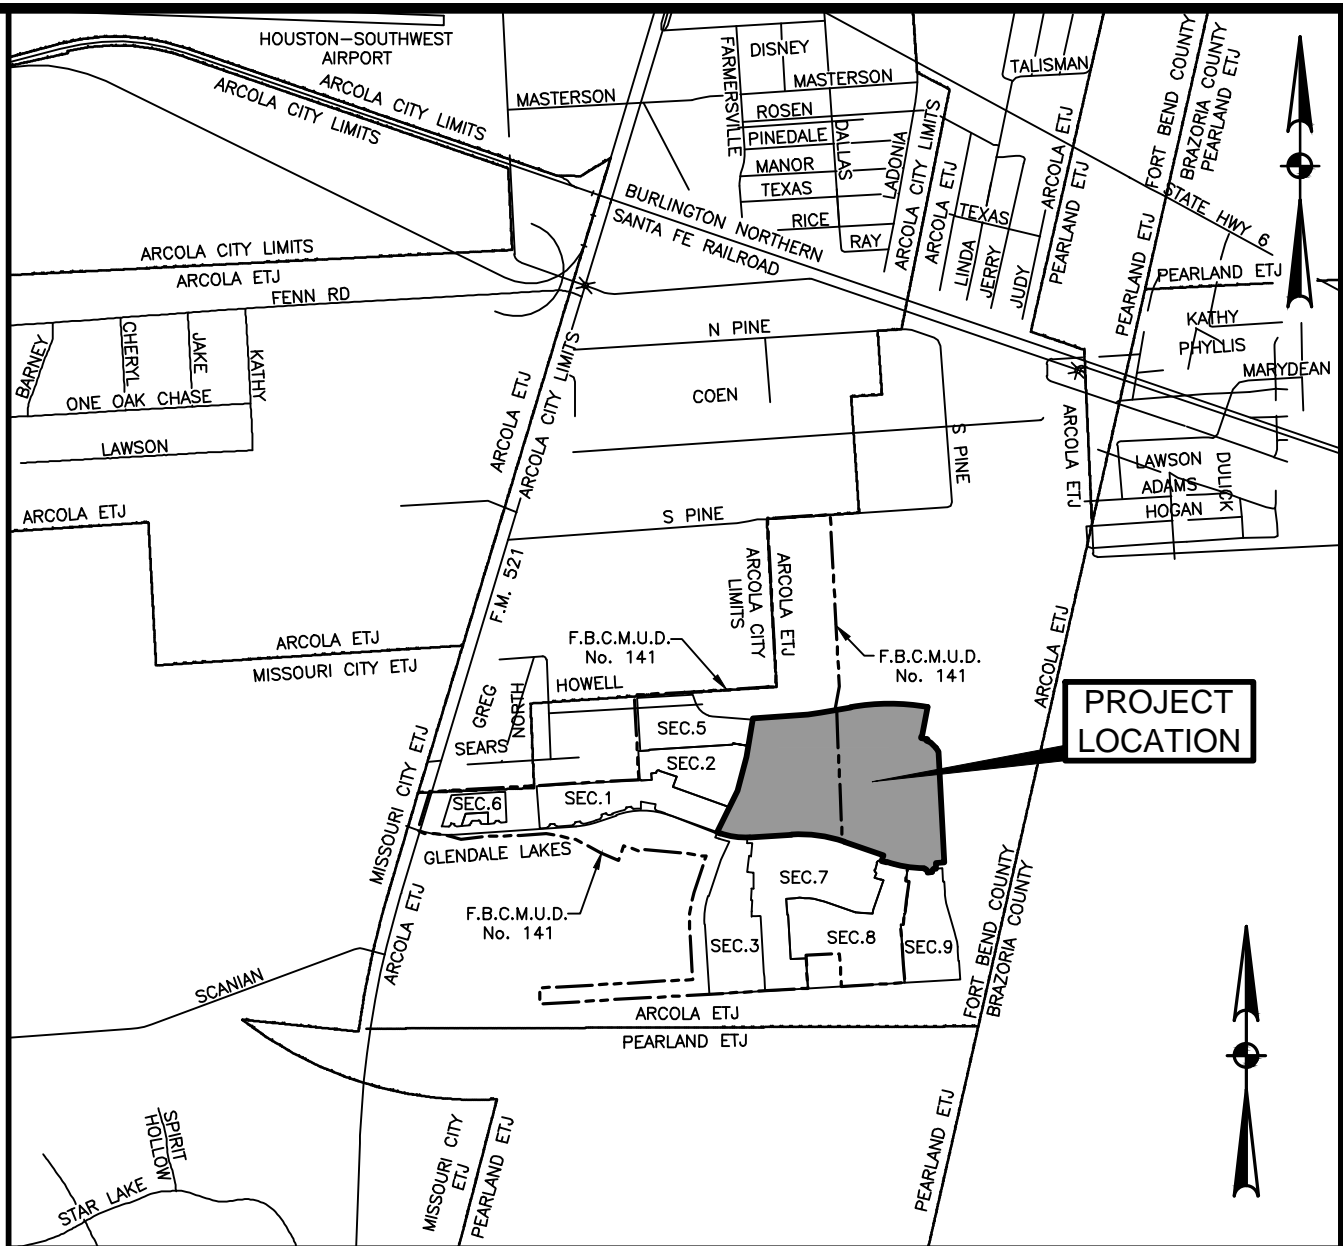 HOUSTON-SOUTHWEST
AIRPORT
ARCOLA CITY LIMITS
ARCOLA CITY LIMITS
MASTERSON
FARMERSVILLE
DISNEY
MASTERSON
ROSEN
PINEDALE
MANOR
TEXAS
RICE
RAY
DALLAS
LADONIA
ARCOLA CITY LIMITS
ARCOLA ETJ
TALISMAN
TEXAS
LINDA
JERRY
JUDY
ARCOLA ETJ
PEARLAND ETJ
FORT BEND COUNTY
BRAZORIA COUNTY
PEARLAND ETJ
STATE HWY 6
PEARLAND ETJ
PEARLAND ETJ
KATHY
PHYLLIS
MARYDEAN
BURLINGTON NORTHERN
SANTA FE RAILROAD
ARCOLA CITY LIMITS
ARCOLA ETJ
FENN RD
BARNEY
CHERYL
JAKE
KATHY
ONE OAK CHASE
LAWSON
ARCOLA ETJ
ARCOLA ETJ
ARCOLA CITY LIMITS
N PINE
COEN
S PINE
S PINE
ARCOLA ETJ
LAWSON
ADAMS
HOGAN
DULICK
F.M. 521
ARCOLA CITY
LIMITS
ARCOLA ETJ
ARCOLA ETJ
MISSOURI CITY ETJ
F.B.C.M.U.D.
No. 141
F.B.C.M.U.D.
No. 141
ARCOLA ETJ
PROJECT
LOCATION
GREG
NORTH
HOWELL
SEARS
SEC.5
SEC.2
SEC.6
SEC.1
MISSOURI CITY ETJ
ARCOLA ETJ
GLENDALE LAKES
F.B.C.M.U.D.
No. 141
SEC.7
SEC.3
SEC.8
SEC.9
FORT BEND COUNTY
BRAZORIA COUNTY
SCANIAN
ARCOLA ETJ
PEARLAND ETJ
SPIRIT
HOLLOW
STAR LAKE
MISSOURI CITY
ETJ
PEARLAND ETJ
PEARLAND ETJ